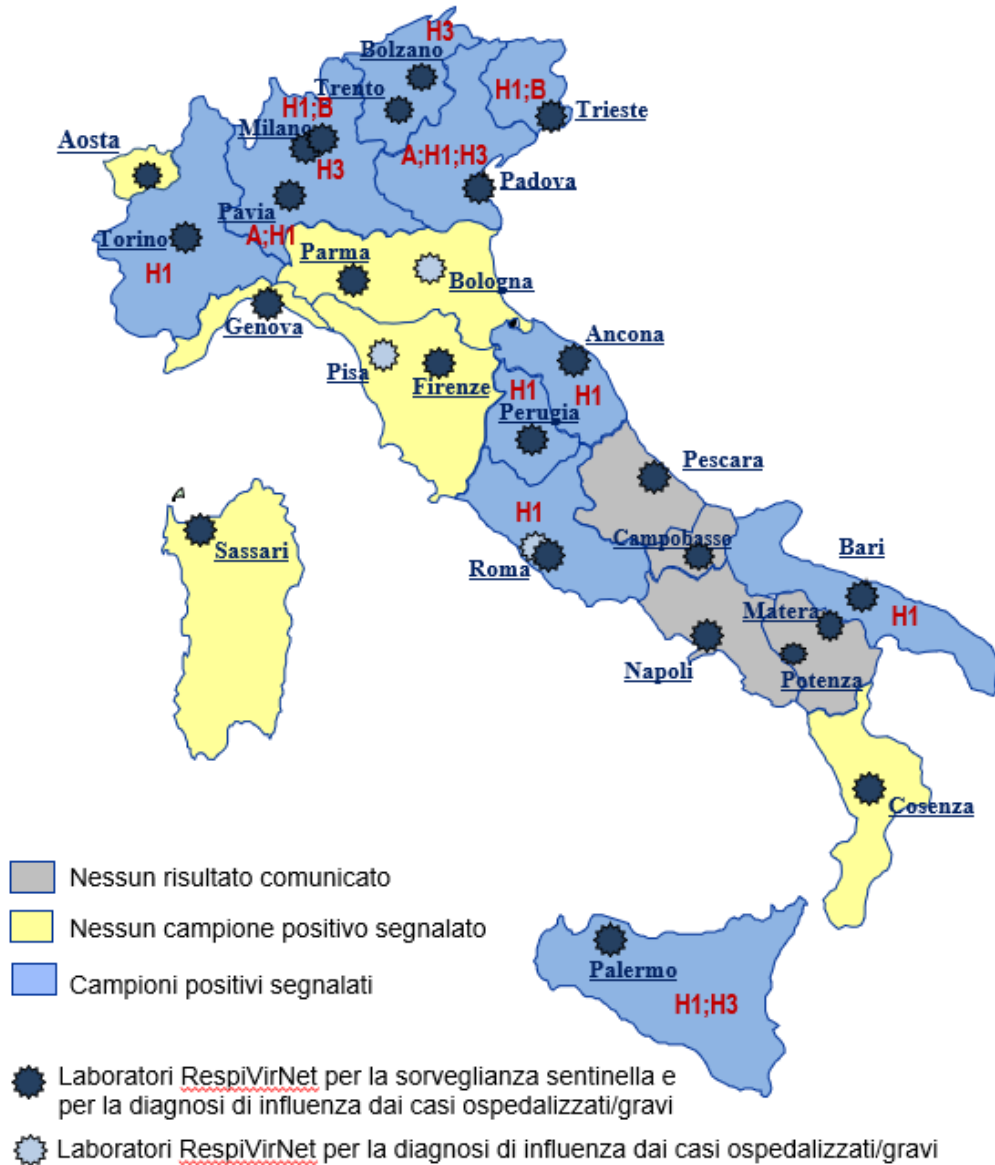 H3
Bolzano
Trento
H1;B
H1;B
Milano
Trieste
Aosta
H3
A;H1;H3
Padova
Pavia
Torino
A;H1
H1
Parma
Bologna
Genova
Ancona
Pisa
Firenze
H1
H1
Perugia
Pescara
H1
Sassari
Campobasso
Roma
Bari
Matera
H1
Napoli
Potenza
Cosenza
Nessun risultato comunicato
Nessun campione positivo segnalato
Campioni positivi segnalati
Palermo
H1;H3
Laboratori RespiVirNet per la sorveglianza sentinella e
per la diagnosi di influenza dai casi ospedalizzati/gravi
Laboratori RespiVirNet per la diagnosi di influenza dai casi ospedalizzati/gravi